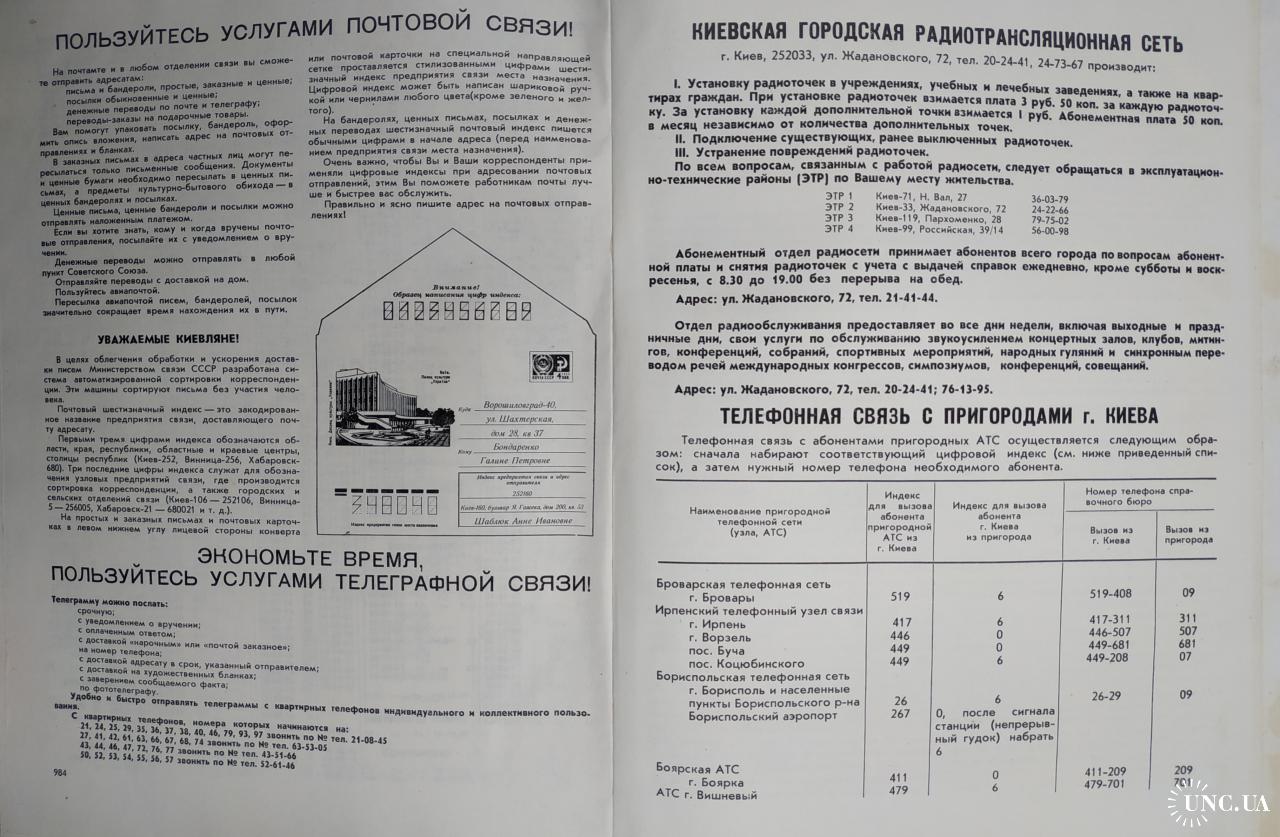 ПОЛЬЗУЙТЕСЬ УСЛУГАМИ ПОЧТОВОЙ СВЯЗИ!
На почтамте и в любом отделении связи вы сможе-
те отправить адресатам:
письма и бандероли, простые, заказные и ценные;
посылки обыкновенные и ценные;
денежные переводы по почте и телеграфу;
переводы-заказы на подарочные товары.
Вам помогут упаковать посылку, бандероль, офор-
мить опись вложения, написать адрес на почтовых от-
правлениях и бланках.
В заказных письмах в адреса частных лиц могут пе-
ресылаться только письменные сообщения. Документы
и ценные бумаги необходимо пересылать в ценных пи-
сьмах, а предметы культурно-бытового обихода — в
ценных бандеролях и посылках.
Ценные письма, ценные бандероли и посылки можно
отправлять наложенным платежом.
Если вы хотите знать, кому и когда вручены почто-
вые отправления, посылайте их с уведомлением о вру-
чении.
Денежные переводы можно отправлять в любой
пункт Советского Союза.
Отправляйте переводы с доставкой на дом.
Пользуйтесь авиапочтой.
Пересылка авиапочтой писем, бандеролей, посылок
значительно сокращает время нахождения их в пути.
УВАЖАЕМЫЕ КИЕВЛЯНЕ!
В целях облегчения обработки и ускорения достав-
ки писем Министерством связи СССР разработана си-
стема автоматизированной сортировки корреспонден-
ции. Эти машины сортируют письма без участия чело-
века.
Почтовый шестизначный индекс — это закодирован-
ное название предприятия связи, доставляющего поч-
ту адресату.
Первыми тремя цифрами индекса обозначаются об-
ласти, края, республики, областные и краевые центры,
столицы республик (Киев-252, Винница-256, Хабаровск-
680). Три последние цифры индекса служат для обозна-
чения узловых предприятий связи, где производится
сортировка корреспонденции, а также городских и
сельских отделений связи (Киев-106 — 252106, Винница-
5 — 256005, Хабаровск-21 — 680021 и т. д.).
На простых и заказных письмах и почтовых карточ-
ках в левом нижнем углу лицевой стороны конверта
или почтовой карточки на специальной направляющей
сетке проставляется стилизованными цифрами шести-
значный индекс предприятия связи места назначения.
Цифровой индекс может быть написан шариковой руч-
кой или чернилами любого цвета(кроме зеленого и жел-
того).
На бандеролях, ценных письмах, посылках и денеж-
ных переводах шестизначный почтовый индекс пишется
обычными цифрами в начале адреса (перед наименова-
нием предприятия связи места назначения).
Очень важно, чтобы Вы и Ваши корреспонденты при-
меняли цифровые индексы при адресовании почтовых
отправлений, этим Вы поможете работникам почты луч-
ше и быстрее вас обслужить.
Правильно и ясно пишите адрес на почтовых отправ-
лениях!
Внимание!
Образец написания цифр индекса:
0123456789
Куда Ворошиловград-40,
ул. Шахтерская,
дом 28, кв 37
Кому Бондаренко
Галине Петровне
Индекс предприятия связи и адрес
отправителя
252160
Шаблюк Анне Ивановне
348040
Индекс предприятия связи места назначения
ЭКОНОМЬТЕ ВРЕМЯ,
ПОЛЬЗУЙТЕСЬ УСЛУГАМИ ТЕЛЕГРАФНОЙ СВЯЗИ!
Телеграмму можно послать:
срочную;
с уведомлением о вручении;
с оплаченным ответом;
с доставкой «нарочным» или «почтой заказное»;
на номер телефона;
с доставкой адресату в срок, указанный отправителем;
с доставкой на художественных бланках;
с заверением сообщаемого факта;
по фототелеграфу.
Удобно и быстро отправлять телеграммы с квартирных телефонов индивидуального и коллективного пользо-
вания.
С квартирных телефонов, номера которых начинаются на:
21, 24, 25, 29, 35, 36, 37, 38, 40, 46, 79, 93, 97 звонить по № тел. 21-08-45
27, 41, 42, 61, 63, 66, 67, 68, 74 звонить по № тел. 63-53-05
43, 44, 46, 47, 72, 76, 77 звонить по № тел. 43-51-66
50, 52, 53, 54, 55, 56, 57 звонить по № тел. 52-61-46
984
КИЕВСКАЯ ГОРОДСКАЯ РАДИОТРАНСЛЯЦИОННАЯ СЕТЬ
г. Киев, 252033, ул. Жадановского, 72, тел. 20-24-41, 24-73-67 производит:
I. Установку радиоточек в учреждениях, учебных и лечебных заведениях, а также на квар-
тирах граждан. При установке радиоточек взимается плата 3 руб. 50 коп. за каждую радиоточ-
ку. За установку каждой дополнительной точки взимается 1 руб. Абонементная плата 50 коп.
в месяц независимо от количества дополнительных точек.
II. Подключение существующих, ранее выключенных радиоточек.
III. Устранение повреждений радиоточек.
По всем вопросам, связанным с работой радиосети, следует обращаться в эксплуатацион-
но-технические районы (ЭТР) по Вашему месту жительства.
ЭТР 1 Киев-71, Н. Вал, 27 36-03-79
ЭТР 2 Киев-33, Жадановского, 72 24-22-66
ЭТР 3 Киев-119, Пархоменко, 28 79-75-02
ЭТР 4 Киев-99, Российская, 39/14 56-00-98
Абонементный отдел радиосети принимает абонентов всего города по вопросам абонент-
ной платы и снятия радиоточек с учета с выдачей справок ежедневно, кроме субботы и воск-
ресенья, с 8.30 до 19.00 без перерыва на обед.
Адрес: ул. Жадановского, 72, тел. 21-41-44.
Отдел радиообслуживания предоставляет во все дни недели, включая выходные и празд-
ничные дни, свои услуги по обслуживанию звукоусилением концертных залов, клубов, митин-
гов, конференций, собраний, спортивных мероприятий, народных гуляний и синхронным пере-
водом речей международных конгрессов, симпозиумов, конференций, совещаний.
Адрес: ул. Жадановского, 72, тел. 20-24-41; 76-13-95.
ТЕЛЕФОННАЯ СВЯЗЬ С ПРИГОРОДАМИ г. КИЕВА
Телефонная связь с абонентами пригородных АТС осуществляется следующим обра-
зом: сначала набирают соответствующий цифровой индекс (см. ниже приведенный спи-
сок), а затем нужный номер телефона необходимого абонента.
Наименование пригородной
телефонной сети
(узла, АТС)
Индекс
для вызова
абонента
пригородной
АТС из
г. Киева
Индекс для вызова
абонента
г. Киева
из пригорода
Номер телефона спра-
вочного бюро
Вызов из
г. Киева
Вызов из
пригорода
Броварская телефонная сеть
г. Бровары 519 6 519-408 09
Ирпенский телефонный узел связи
г. Ирпень 417 6 417-311 311
г. Ворзель 446 0 446-507 507
пос. Буча 449 0 449-681 681
пос. Коцюбинского 449 6 449-208 07
Бориспольская телефонная сеть
г. Борисполь и населенные
пункты Бориспольского р-на 26 6 26-29 09
Бориспольский аэропорт 267 0, после сигнала
станции (непрерыв-
ный гудок) набрать
6
Боярская АТС
г. Боярка 411 0 411-209 209
АТС г. Вишневый 479 6 479-701 701
UNC.UA